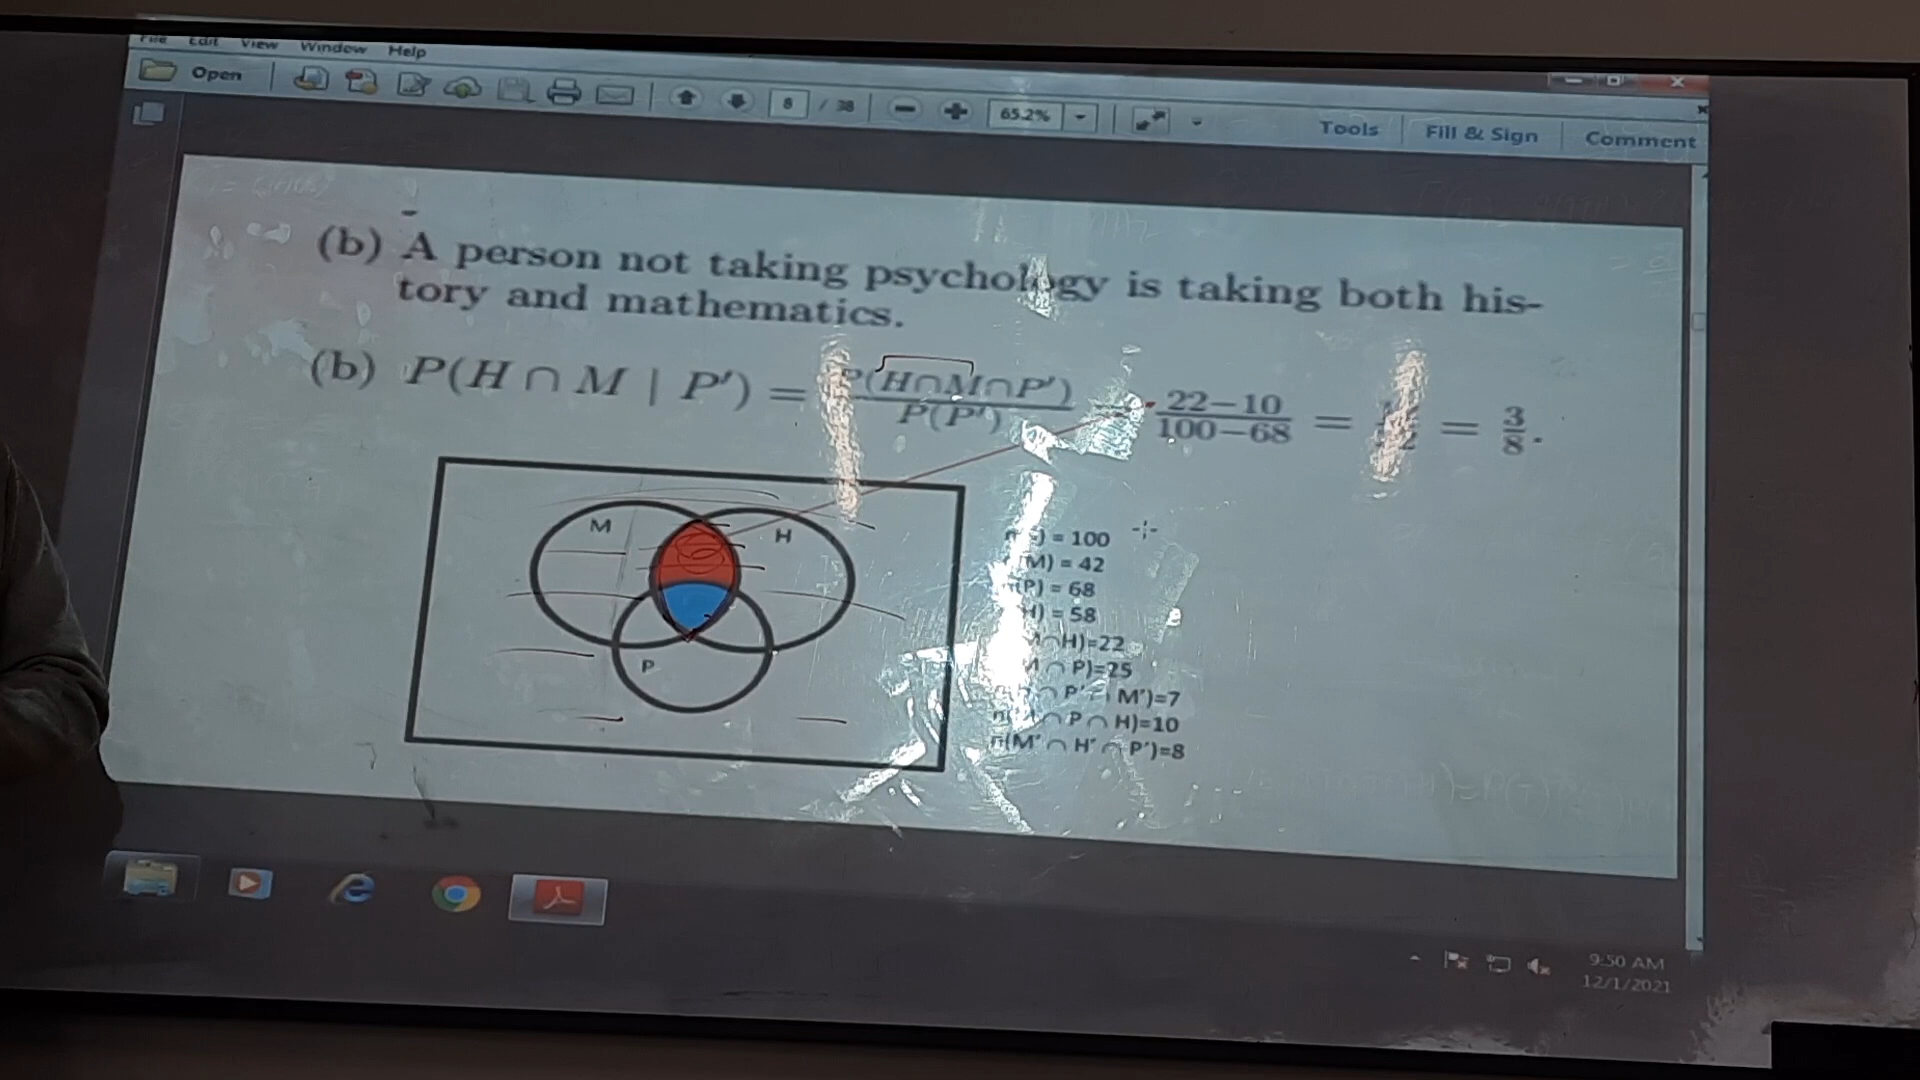 File Edit View Window Help
Open 8 / 38 65.2% Tools Fill & Sign Comment
(b) A person not taking psychology is taking both his-
tory and mathematics.
(b) P(H ∩ M | P′) = P(H∩M∩P′) / P(P′) = 22−10 / 100−68 = = 3/8.
M
H
P
= 100
M) = 42
P) = 68
H) = 58
∩H)=22
∩ P)=25
∩ P' ∩ M')=7
∩ P ∩ H)=10
n(M' ∩ H' ∩ P')=8
9:50 AM
12/1/2021